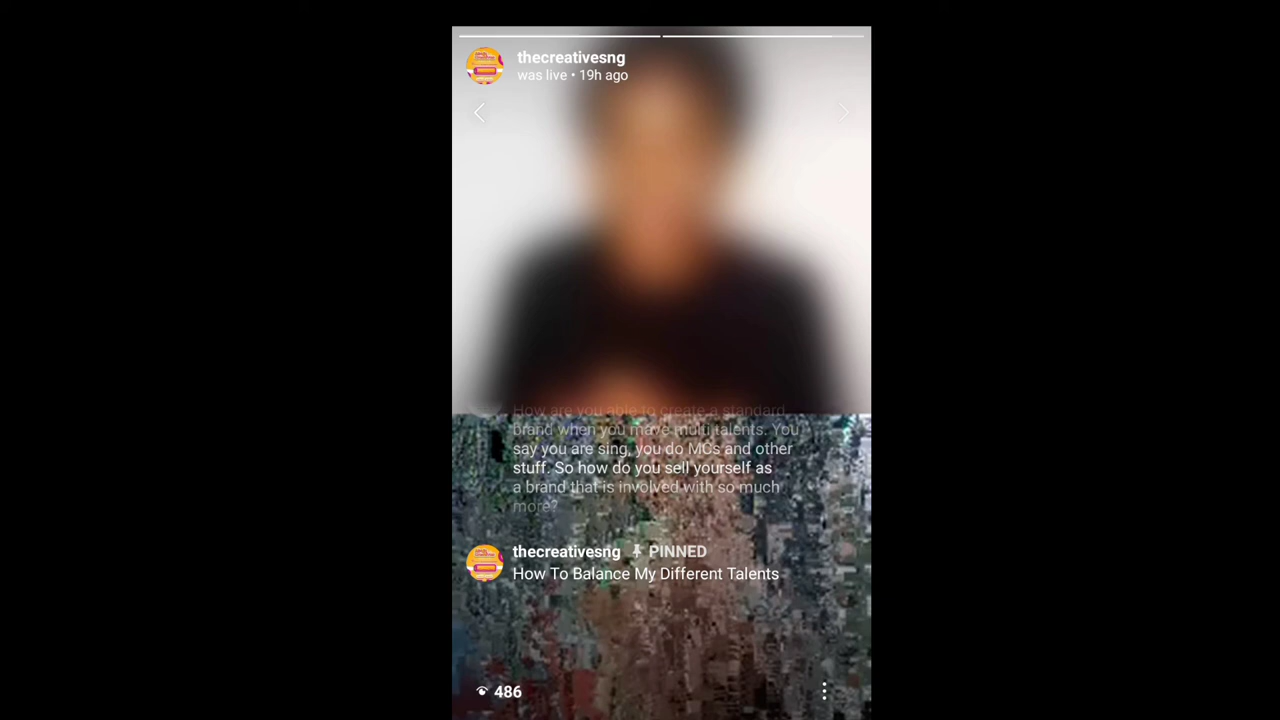 thecreativesng
was live • 19h ago
How are you able to create a standard
brand when you mave multi talents. You
say you are sing, you do MCs and other
stuff. So how do you sell yourself as
a brand that is involved with so much
more?
thecreativesng PINNED
How To Balance My Different Talents
486